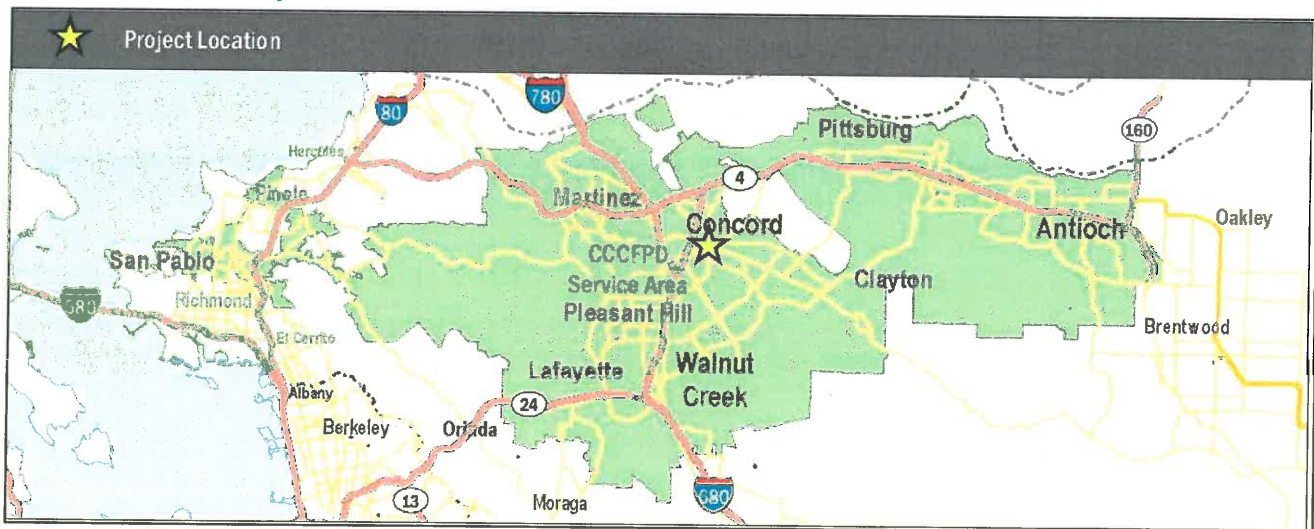 Project Location
80
780
160
Pittsburg
Hercules
4
Pinole
Martinez
Concord
Oakley
Antioch
San Pablo
CCCFPD
Service Area
Clayton
Richmond
Pleasant Hill
580
Brentwood
El Cerrito
Lafayette
Walnut
Creek
Albany
24
Berkeley
Orinda
680
13
Moraga